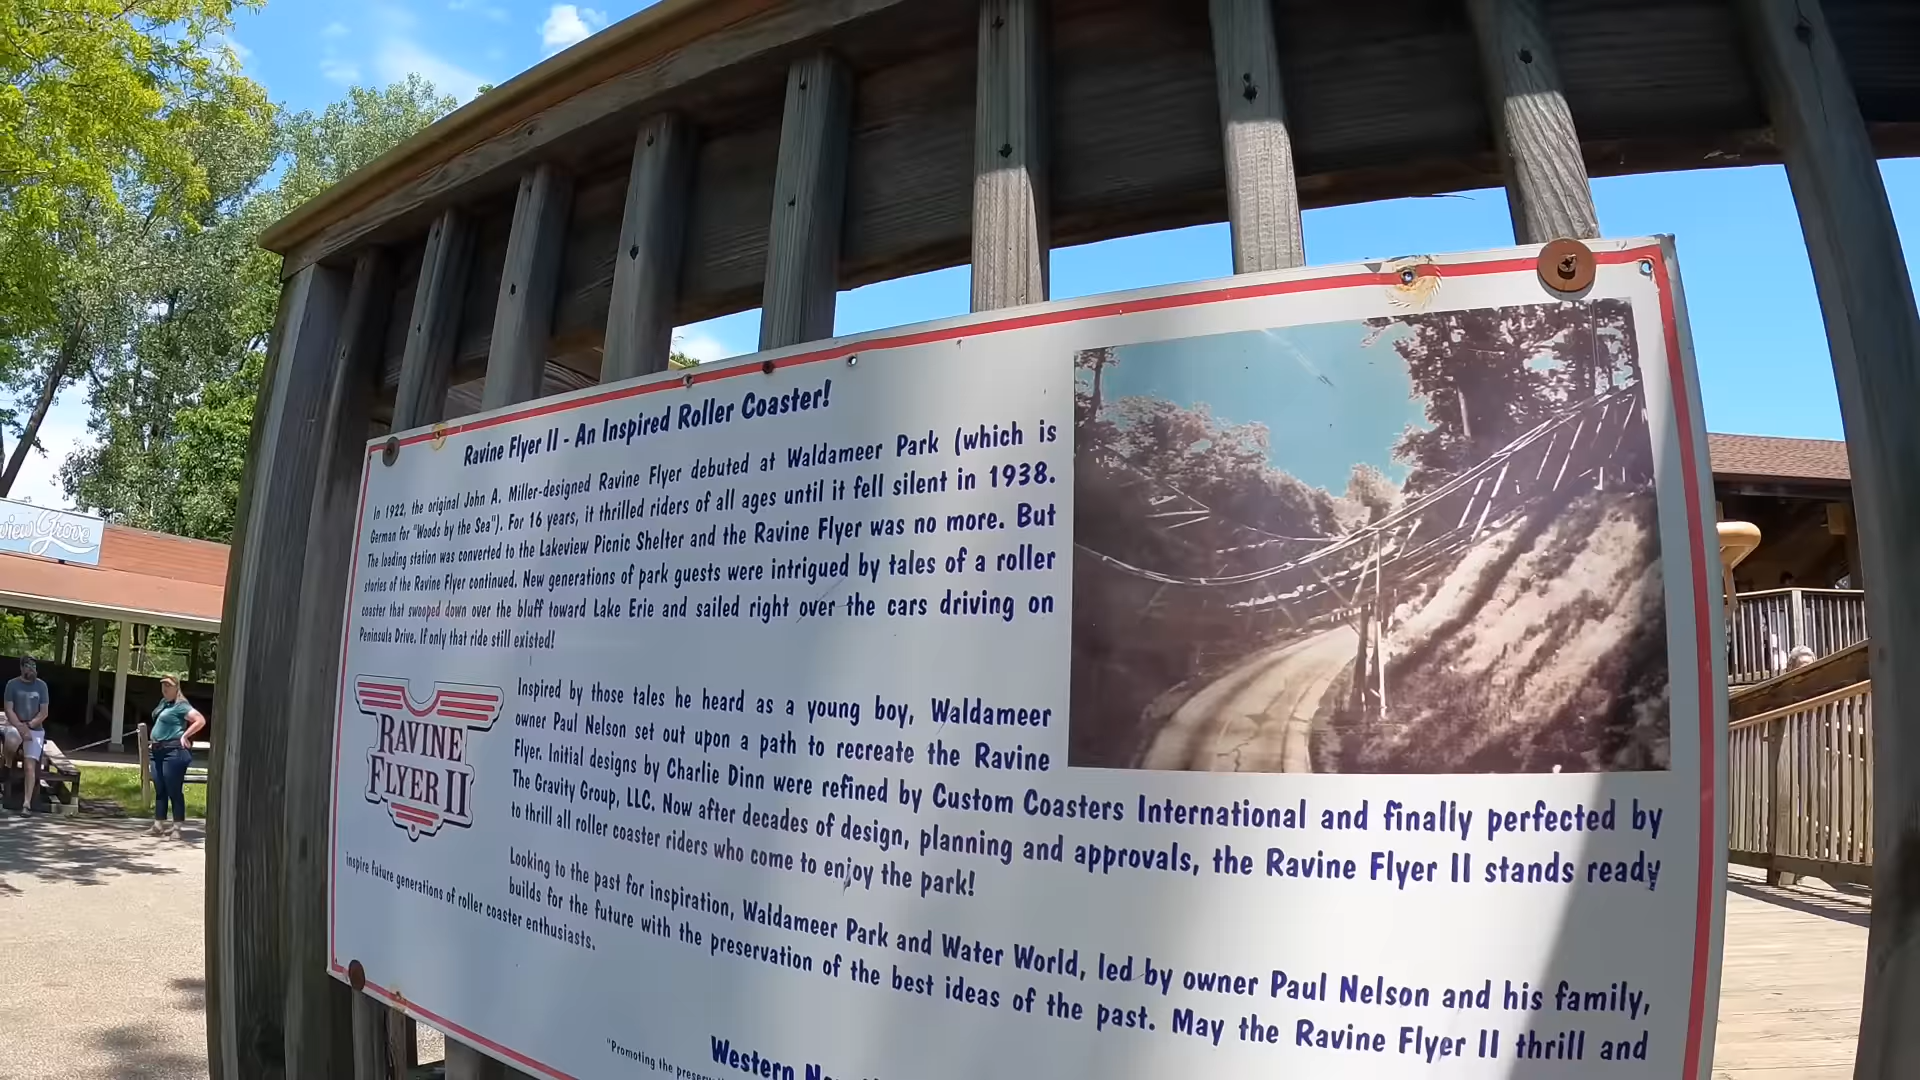 Ravine Flyer II - An Inspired Roller Coaster!
In 1922, the original John A. Miller-designed Ravine Flyer debuted at Waldameer Park (which is
German for "Woods by the Sea"). For 16 years, it thrilled riders of all ages until it fell silent in 1938.
The loading station was converted to the Lakeview Picnic Shelter and the Ravine Flyer was no more. But
stories of the Ravine Flyer continued. New generations of park guests were intrigued by tales of a roller
coaster that swooped down over the bluff toward Lake Erie and sailed right over the cars driving on
Peninsula Drive. If only that ride still existed!
Inspired by those tales he heard as a young boy, Waldameer
owner Paul Nelson set out upon a path to recreate the Ravine
Flyer. Initial designs by Charlie Dinn were refined by Custom Coasters International and finally perfected by
The Gravity Group, LLC. Now after decades of design, planning and approvals, the Ravine Flyer II stands ready
to thrill all roller coaster riders who come to enjoy the park!
RAVINE
FLYER II
Looking to the past for inspiration, Waldameer Park and Water World, led by owner Paul Nelson and his family,
builds for the future with the preservation of the best ideas of the past. May the Ravine Flyer II thrill and
inspire future generations of roller coaster enthusiasts.
Western
"Promoting the
view Grove